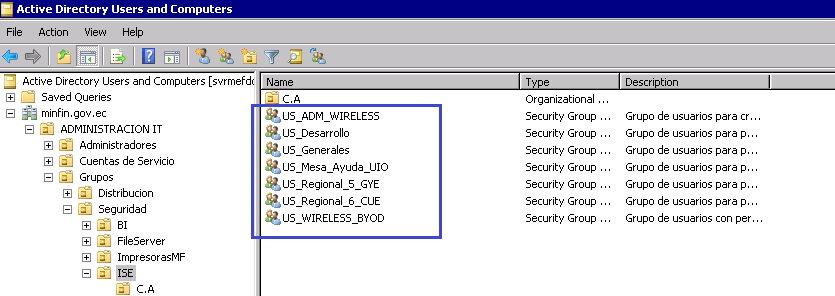 Active Directory Users and Computers
File Action View Help
Active Directory Users and Computers [svrmefdc
Saved Queries
minfin.gov.ec
ADMINISTRACION IT
Administradores
Cuentas de Servicio
Grupos
Distribucion
Seguridad
BI
FileServer
ImpresorasMF
ISE
C.A
Name Type Description
C.A Organizational ...
US_ADM_WIRELESS Security Group ... Grupo de usuarios para cr...
US_Desarrollo Security Group ... Grupo de usuarios para p...
US_Generales Security Group ... Grupo de usuarios para p...
US_Mesa_Ayuda_UIO Security Group ... Grupo de usuarios para p...
US_Regional_5_GYE Security Group ... Grupo de usuarios para p...
US_Regional_6_CUE Security Group ... Grupo de usuarios para p...
US_WIRELESS_BYOD Security Group ... Grupo de usuarios con per...